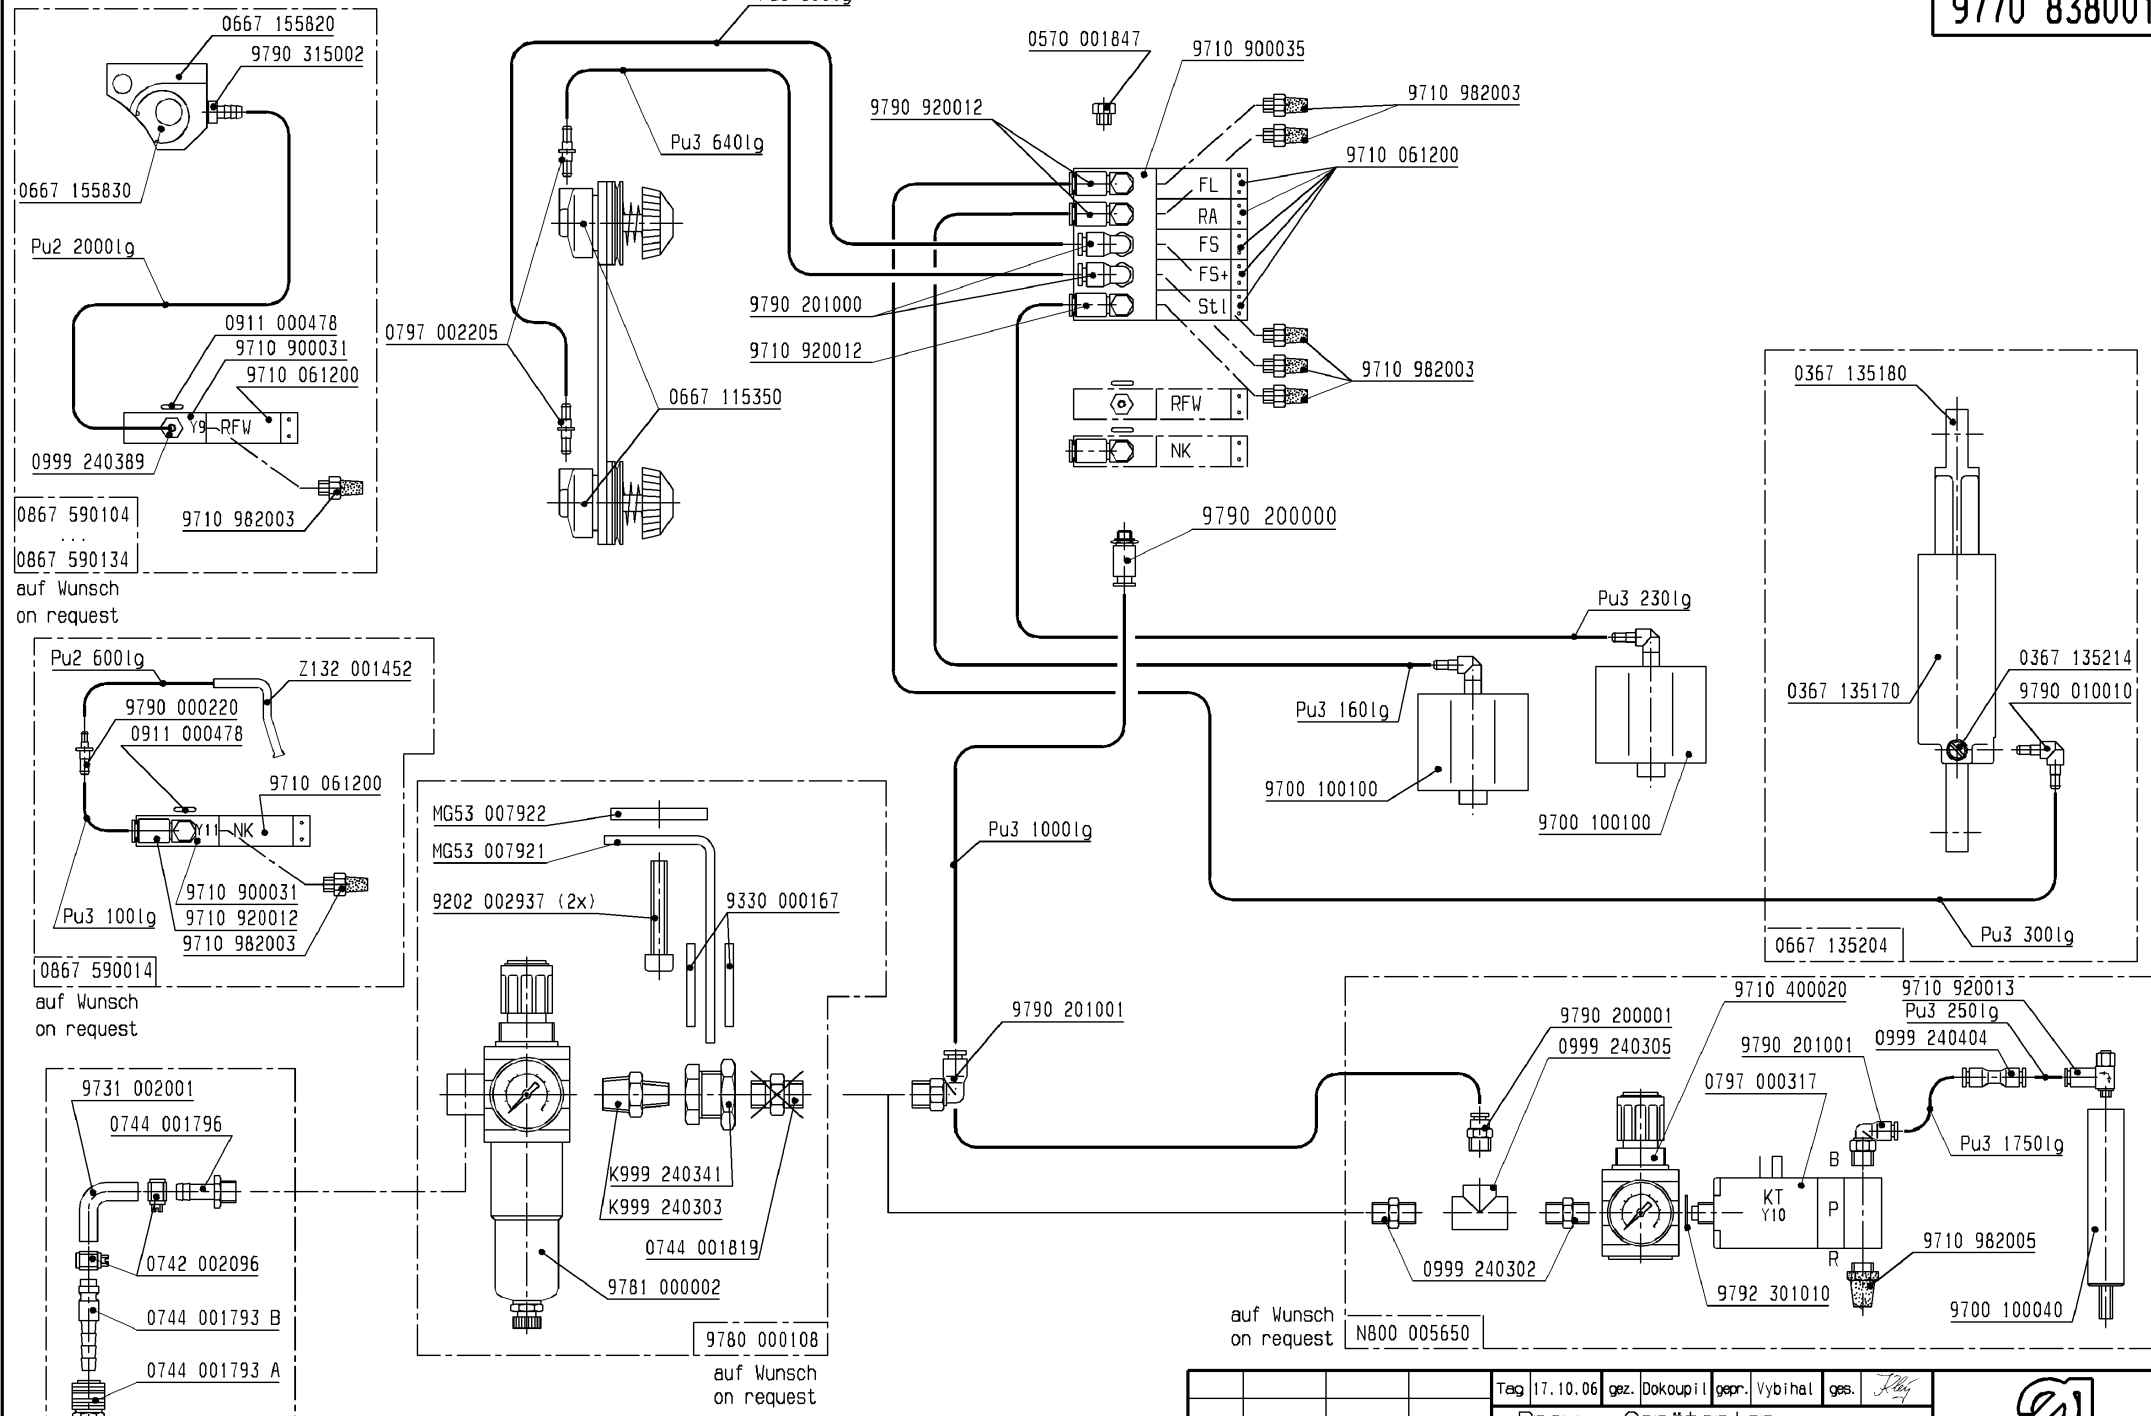 9770 838001
0667 155820
9790 315002
0667 155830
Pu2 2000lg
0911 000478
9710 900031
9710 061200
Y9
RFW
0999 240389
9710 982003
0867 590104
...
0867 590134
auf Wunsch
on request
Pu3 640lg
0797 002205
0667 115350
0570 001847
9710 900035
9790 920012
9710 982003
9710 061200
FL
RA
FS
FS+
Stl
9790 201000
9710 920012
9710 982003
RFW
NK
9790 200000
Pu3 230lg
Pu3 160lg
9700 100100
9700 100100
0367 135180
0367 135214
0367 135170
9790 010010
Pu3 300lg
0667 135204
Pu2 600lg
Z132 001452
9790 000220
0911 000478
9710 061200
Y11
NK
9710 900031
Pu3 100lg
9710 920012
9710 982003
0867 590014
auf Wunsch
on request
MG53 007922
MG53 007921
9202 002937 (2x)
9330 000167
K999 240341
K999 240303
0744 001819
9781 000002
9780 000108
auf Wunsch
on request
Pu3 1000lg
9790 201001
9731 002001
0744 001796
0742 002096
0744 001793 B
0744 001793 A
9710 400020
9710 920013
9790 200001
Pu3 250lg
0999 240305
9790 201001
0999 240404
0797 000317
Pu3 1750lg
B
KT
Y10
P
R
9710 982005
0999 240302
9792 301010
9700 100040
auf Wunsch
on request
N800 005650
Tag 17.10.06 gez. Dokoupil gepr. Vybihal ges.